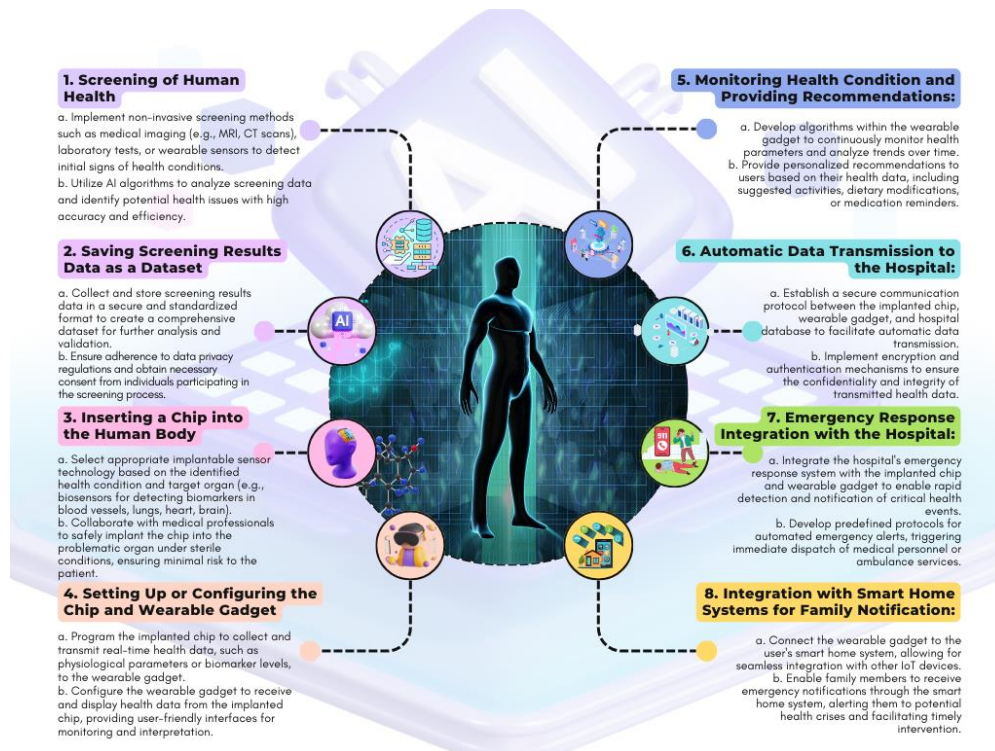 1. Screening of Human
Health
a. Implement non-invasive screening methods
such as medical imaging (e.g., MRI, CT scans),
laboratory tests, or wearable sensors to detect
initial signs of health conditions.
b. Utilize AI algorithms to analyze screening data
and identify potential health issues with high
accuracy and efficiency.
2. Saving Screening Results
Data as a Dataset
a. Collect and store screening results
data in a secure and standardized
format to create a comprehensive
dataset for further analysis and
validation.
b. Ensure adherence to data privacy
regulations and obtain necessary
consent from individuals participating in
the screening process.
3. Inserting a Chip into
the Human Body
a. Select appropriate implantable sensor
technology based on the identified
health condition and target organ (e.g.,
biosensors for detecting biomarkers in
blood vessels, lungs, heart, brain).
b. Collaborate with medical professionals
to safely implant the chip into the
problematic organ under sterile
conditions, ensuring minimal risk to the
patient.
4. Setting Up or Configuring the
Chip and Wearable Gadget
a. Program the implanted chip to collect and
transmit real-time health data, such as
physiological parameters or biomarker levels,
to the wearable gadget.
b. Configure the wearable gadget to receive
and display health data from the implanted
chip, providing user-friendly interfaces for
monitoring and interpretation.
AI
AI
911
5. Monitoring Health Condition and
Providing Recommendations:
a. Develop algorithms within the wearable
gadget to continuously monitor health
parameters and analyze trends over time.
b. Provide personalized recommendations to
users based on their health data, including
suggested activities, dietary modifications,
or medication reminders.
6. Automatic Data Transmission to
the Hospital:
a. Establish a secure communication
protocol between the implanted chip,
wearable gadget, and hospital
database to facilitate automatic data
transmission.
b. Implement encryption and
authentication mechanisms to ensure
the confidentiality and integrity of
transmitted health data.
7. Emergency Response
Integration with the Hospital:
a. Integrate the hospital's emergency
response system with the implanted chip
and wearable gadget to enable rapid
detection and notification of critical health
events.
b. Develop predefined protocols for
automated emergency alerts, triggering
immediate dispatch of medical personnel or
ambulance services.
8. Integration with Smart Home
Systems for Family Notification:
a. Connect the wearable gadget to the
user's smart home system, allowing for
seamless integration with other IoT devices.
b. Enable family members to receive
emergency notifications through the smart
home system, alerting them to potential
health crises and facilitating timely
intervention.